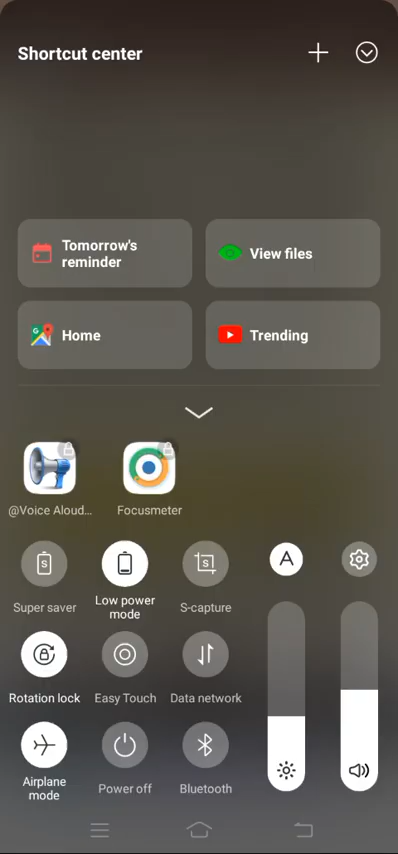 Shortcut center
Tomorrow's
reminder
View files
Home
Trending
@Voice Aloud...
Focusmeter
S
Super saver
Low power
mode
S
S-capture
A
Rotation lock
Easy Touch
Data network
Airplane
mode
Power off
Bluetooth